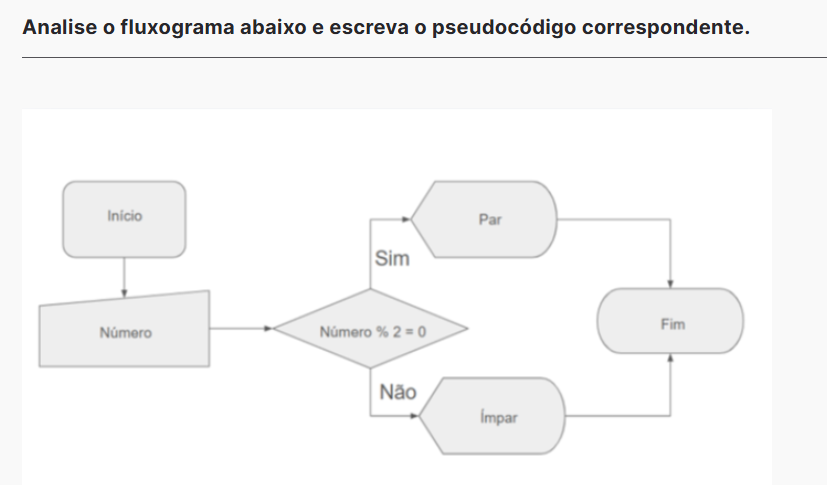 Analise o fluxograma abaixo e escreva o pseudocódigo correspondente.
Início
Par
Sim
Número
Número % 2 = 0
Fim
Não
Ímpar